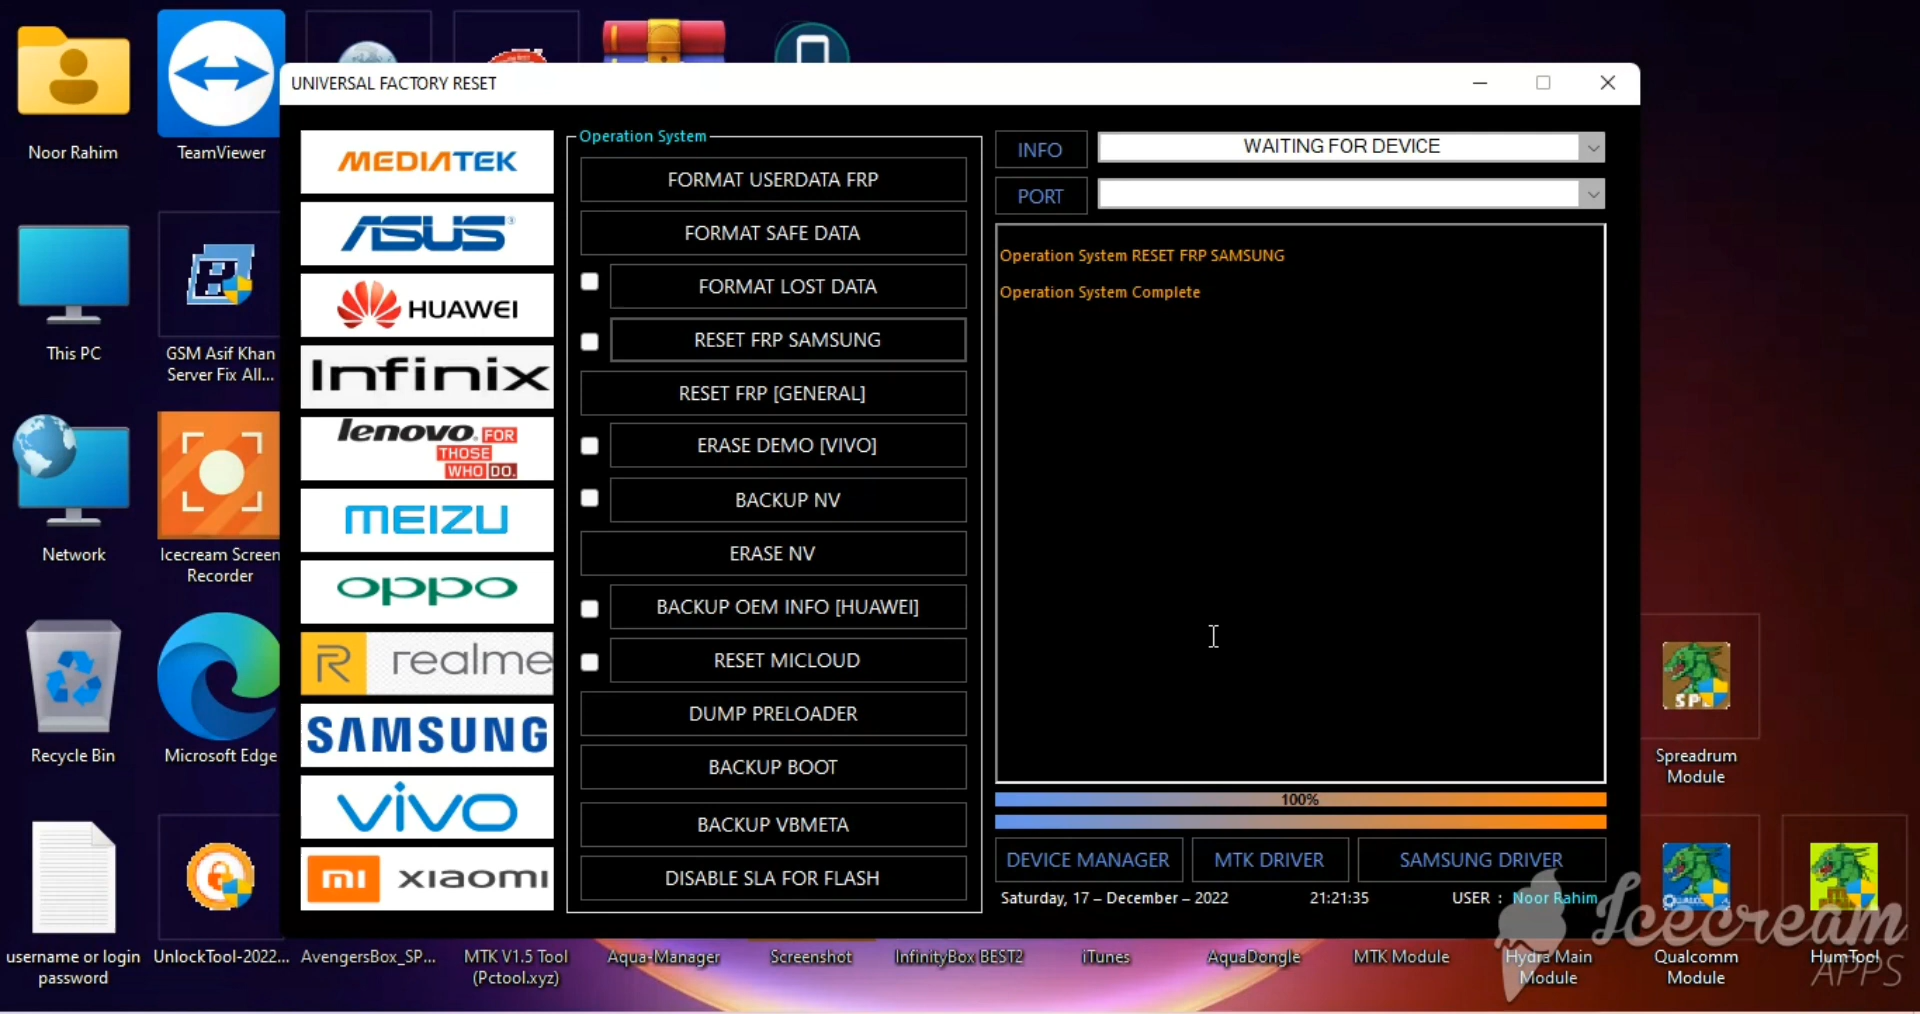 Noor Rahim
TeamViewer
This PC
GSM Asif Khan
Server Fix All...
Network
Icecream Screen
Recorder
Recycle Bin
Microsoft Edge
username or login
password
UnlockTool-2022...
UNIVERSAL FACTORY RESET
MEDIATEK
ASUS
HUAWEI
Infinix
lenovo FOR
THOSE
WHO DO.
MEIZU
oppo
R realme
SAMSUNG
vivo
mi xiaomi
Operation System
FORMAT USERDATA FRP
FORMAT SAFE DATA
FORMAT LOST DATA
RESET FRP SAMSUNG
RESET FRP [GENERAL]
ERASE DEMO [VIVO]
BACKUP NV
ERASE NV
BACKUP OEM INFO [HUAWEI]
RESET MICLOUD
DUMP PRELOADER
BACKUP BOOT
BACKUP VBMETA
DISABLE SLA FOR FLASH
INFO WAITING FOR DEVICE
PORT
Operation System RESET FRP SAMSUNG
Operation System Complete
100%
DEVICE MANAGER MTK DRIVER SAMSUNG DRIVER
Saturday, 17 – December – 2022 21:21:35 USER : Noor Rahim
AvengersBox_SP...
MTK V1.5 Tool
(Pctool.xyz)
Aqua-Manager
Screenshot
InfinityBox BEST2
iTunes
AquaDongle
MTK Module
Hydra Main
Module
SPD
Spreadrum
Module
Qualcomm
Module
HumTool
Icecream
APPS